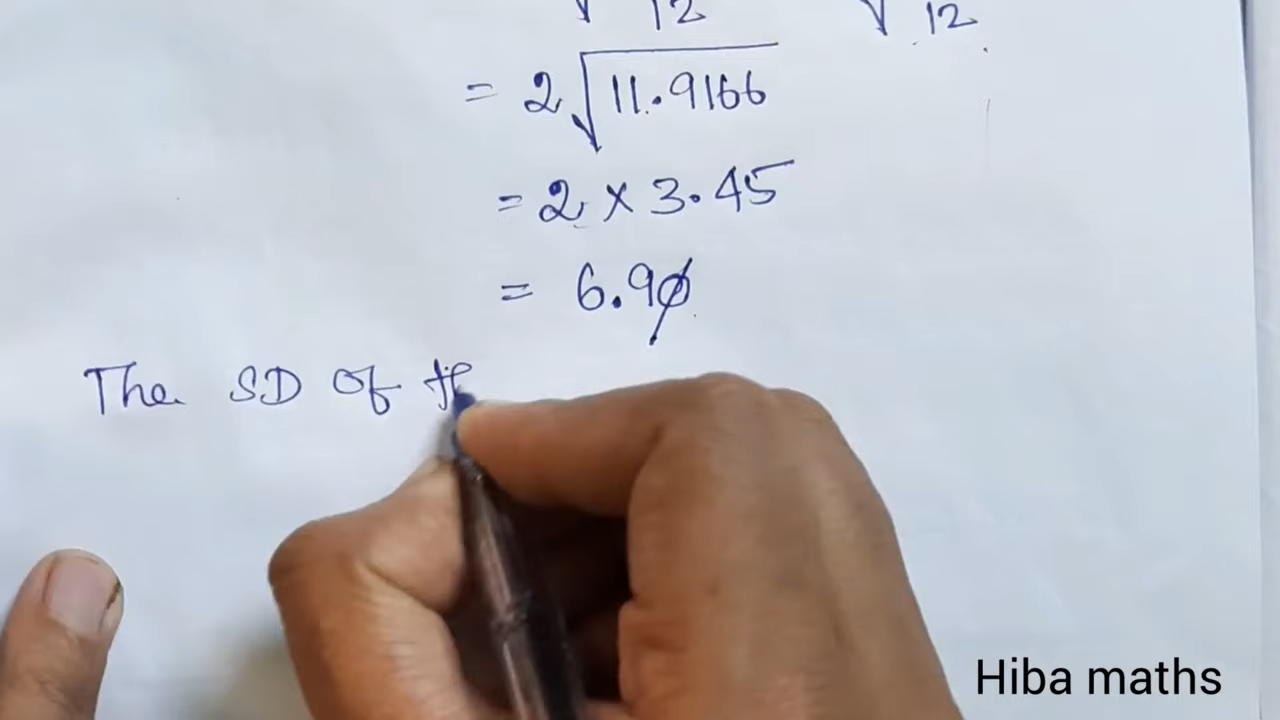 √12 √12
= 2√11.9166
= 2 × 3.45
= 6.90
The SD of
Hiba maths